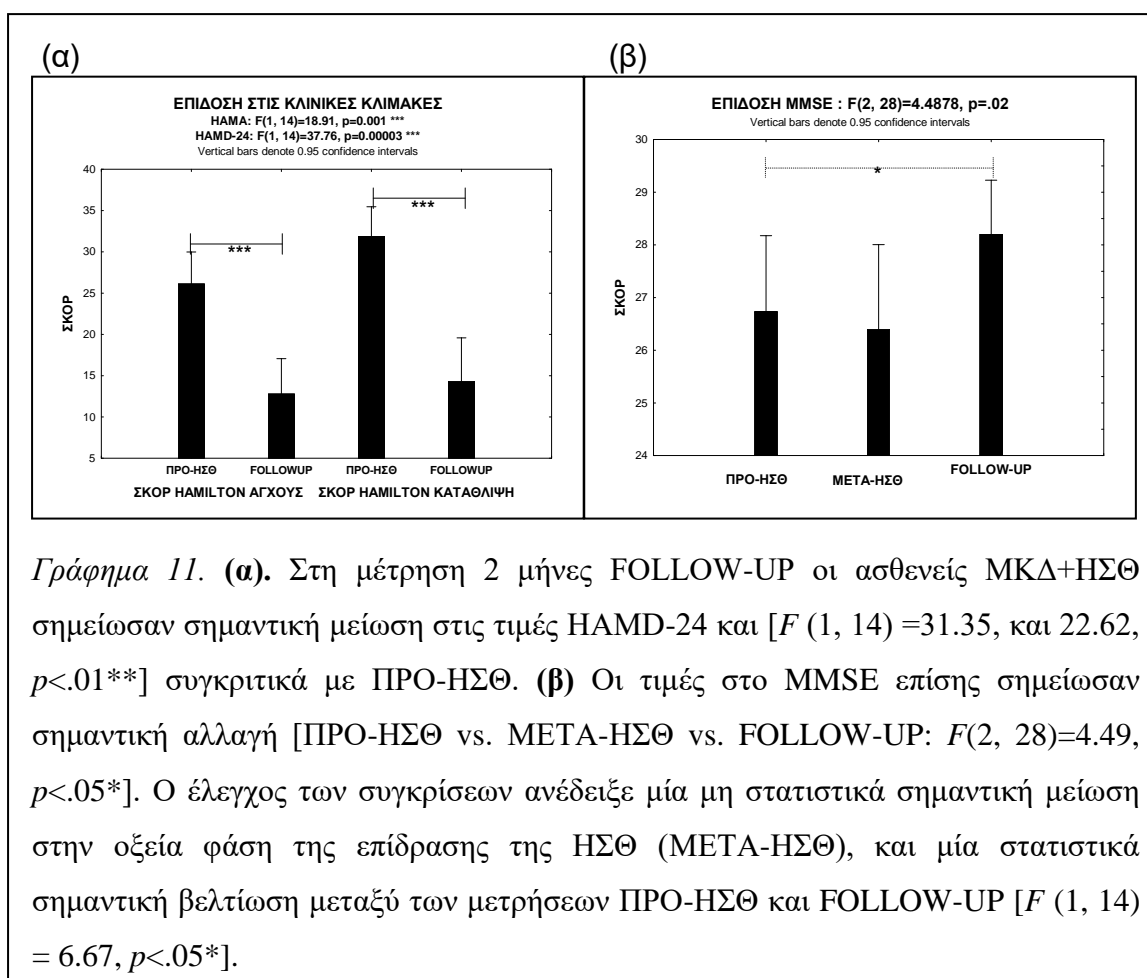 (α)
ΕΠΙΔΟΣΗ ΣΤΙΣ ΚΛΙΝΙΚΕΣ ΚΛΙΜΑΚΕΣ
HAMA: F(1, 14)=18.91, p=0.001 ***
HAMD-24: F(1, 14)=37.76, p=0.00003 ***
Vertical bars denote 0.95 confidence intervals
40
35
30
25
20
15
10
5
ΣΚΟΡ
***
***
ΠΡΟ-ΗΣΘ FOLLOWUP ΠΡΟ-ΗΣΘ FOLLOWUP
ΣΚΟΡ HAMILTON ΑΓΧΟΥΣ ΣΚΟΡ HAMILTON ΚΑΤΑΘΛΙΨΗ
(β)
ΕΠΙΔΟΣΗ MMSE : F(2, 28)=4.4878, p=.02
Vertical bars denote 0.95 confidence intervals
30
29
28
27
26
25
24
ΣΚΟΡ
*
ΠΡΟ-ΗΣΘ ΜΕΤΑ-ΗΣΘ FOLLOW-UP
Γράφημα 11. (α). Στη μέτρηση 2 μήνες FOLLOW-UP οι ασθενείς ΜΚΔ+ΗΣΘ
σημείωσαν σημαντική μείωση στις τιμές HAMD-24 και [F (1, 14) =31.35, και 22.62,
p<.01**] συγκριτικά με ΠΡΟ-ΗΣΘ. (β) Οι τιμές στο MMSE επίσης σημείωσαν
σημαντική αλλαγή [ΠΡΟ-ΗΣΘ vs. ΜΕΤΑ-ΗΣΘ vs. FOLLOW-UP: F(2, 28)=4.49,
p<.05*]. Ο έλεγχος των συγκρίσεων ανέδειξε μία μη στατιστικά σημαντική μείωση
στην οξεία φάση της επίδρασης της ΗΣΘ (ΜΕΤΑ-ΗΣΘ), και μία στατιστικά
σημαντική βελτίωση μεταξύ των μετρήσεων ΠΡΟ-ΗΣΘ και FOLLOW-UP [F (1, 14)
= 6.67, p<.05*].